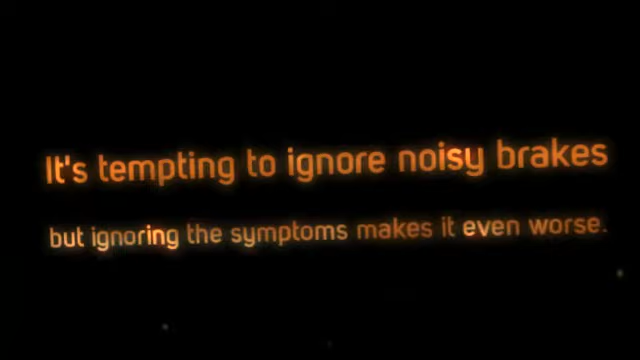 It's tempting to ignore noisy brakes
but ignoring the symptoms makes it even worse.